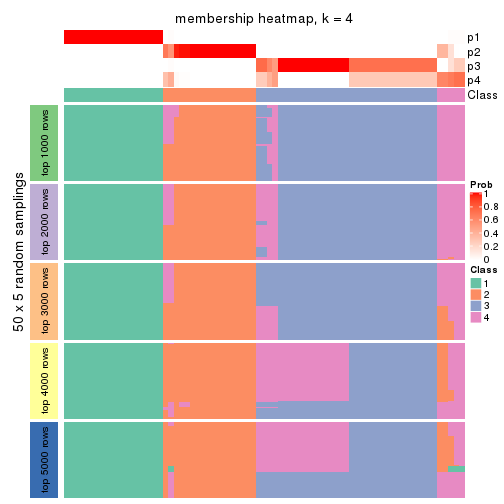 membership heatmap, k = 4
p1
p2
p3
p4
Class
50 x 5 random samplings
top 1000 rows
top 2000 rows
top 3000 rows
top 4000 rows
top 5000 rows
Prob
1
0.8
0.6
0.4
0.2
0
Class
1
2
3
4